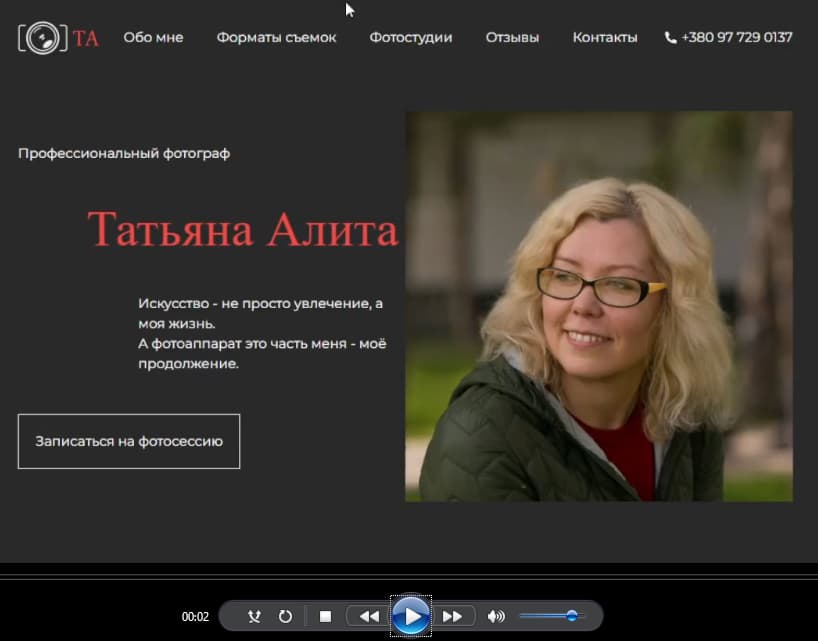 TA
Обо мне
Форматы съемок
Фотостудии
Отзывы
Контакты
+380 97 729 0137
Профессиональный фотограф
Татьяна Алита
Искусство - не просто увлечение, а
моя жизнь.
А фотоаппарат это часть меня - моё
продолжение.
Записаться на фотосессию
00:02